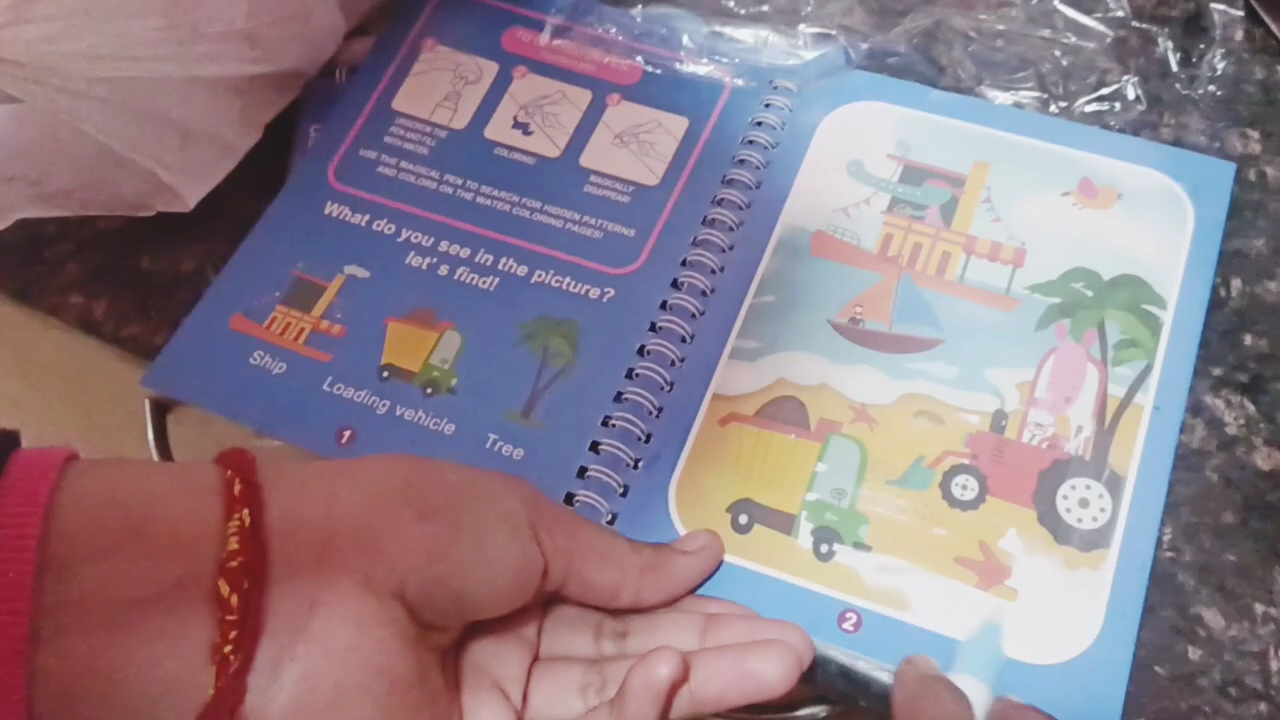 UNSCREW THE
PEN AND FILL
WITH WATER.
COLORING!
MAGICALLY
DISAPPEAR!
USE THE MAGICAL PEN TO SEARCH FOR HIDDEN PATTERNS
AND COLORS ON THE WATER COLORING PAGES!
What do you see in the picture?
let's find!
Ship
Loading vehicle
Tree
1
2